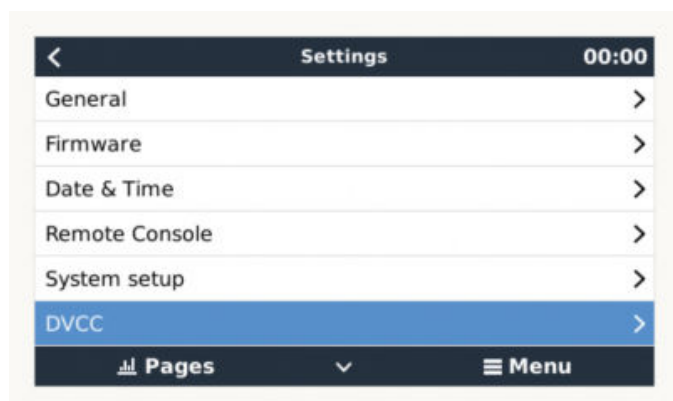 Settings 00:00
General
Firmware
Date & Time
Remote Console
System setup
DVCC
Pages Menu